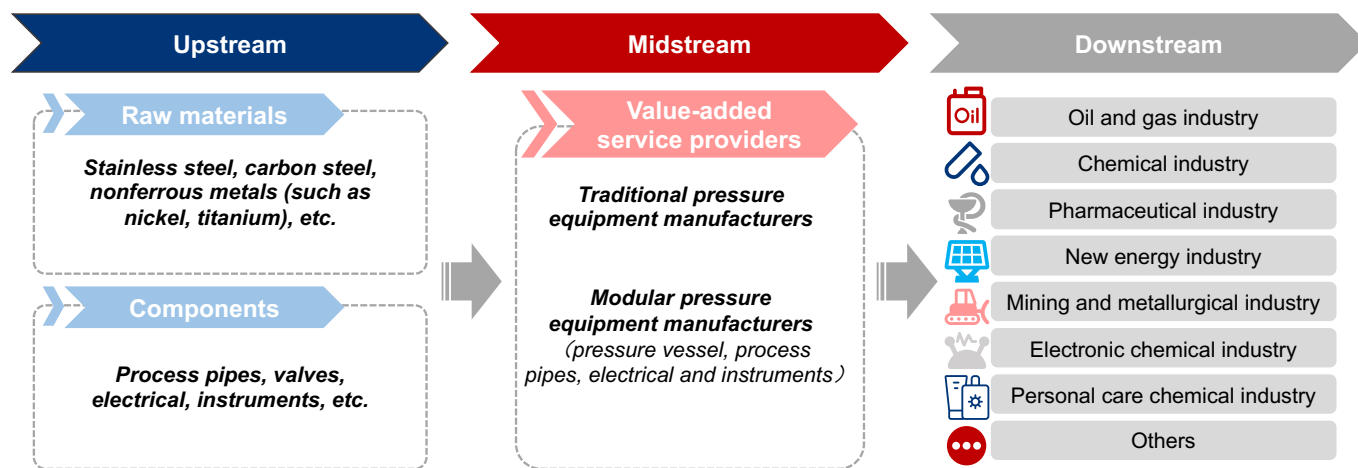 Upstream
Midstream
Downstream
Raw materials
Stainless steel, carbon steel,
nonferrous metals (such as
nickel, titanium), etc.
Components
Process pipes, valves,
electrical, instruments, etc.
Value-added
service providers
Traditional pressure
equipment manufacturers
Modular pressure
equipment manufacturers
（pressure vessel, process
pipes, electrical and instruments）
Oil
Oil and gas industry
Chemical industry
Pharmaceutical industry
New energy industry
Mining and metallurgical industry
Electronic chemical industry
Personal care chemical industry
Others